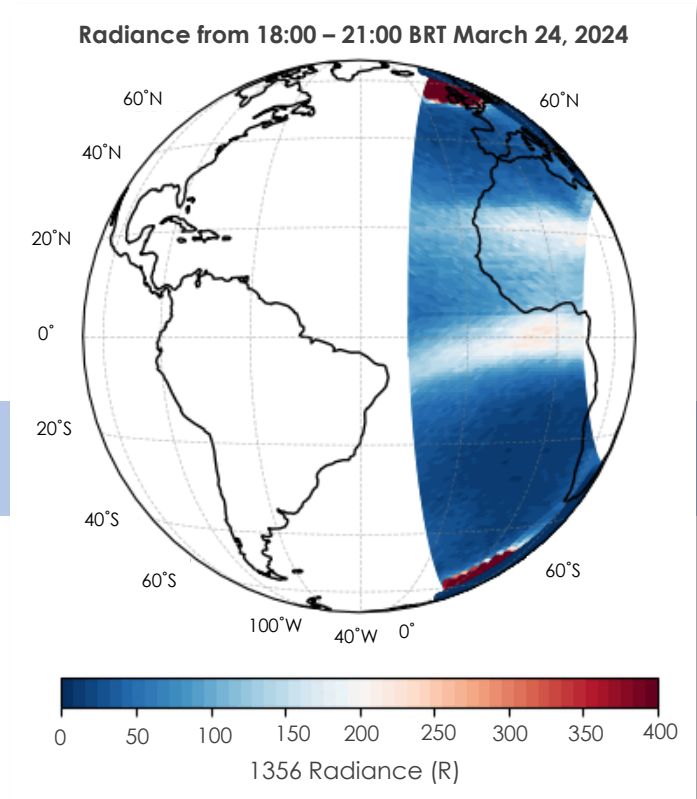 Radiance from 18:00 – 21:00 BRT March 24, 2024
60˚N
60˚N
40˚N
20˚N
0˚
20˚S
40˚S
60˚S
60˚S
100˚W
40˚W
0˚
0
50
100
150
200
250
300
350
400
1356 Radiance (R)